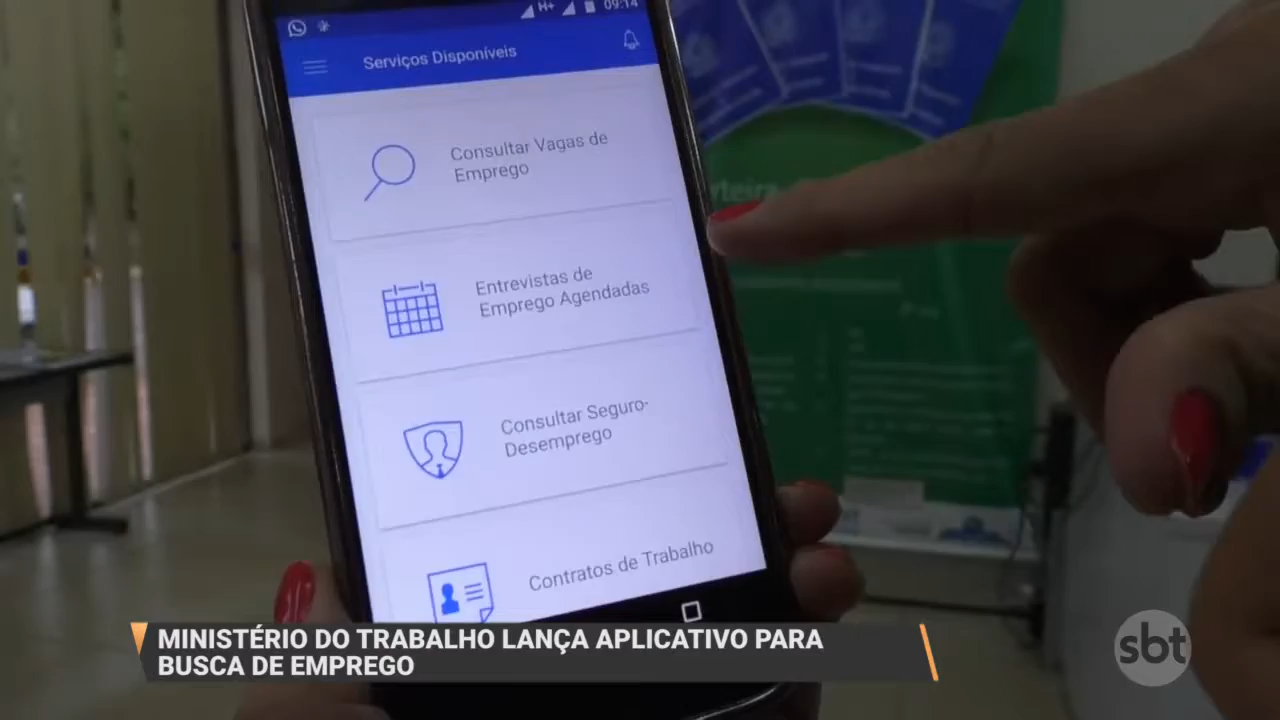 H+
09:14
Serviços Disponíveis
Consultar Vagas de
Emprego
Entrevistas de
Emprego Agendadas
Consultar Seguro-
Desemprego
Contratos de Trabalho
MINISTÉRIO DO TRABALHO LANÇA APLICATIVO PARA
BUSCA DE EMPREGO
sbt